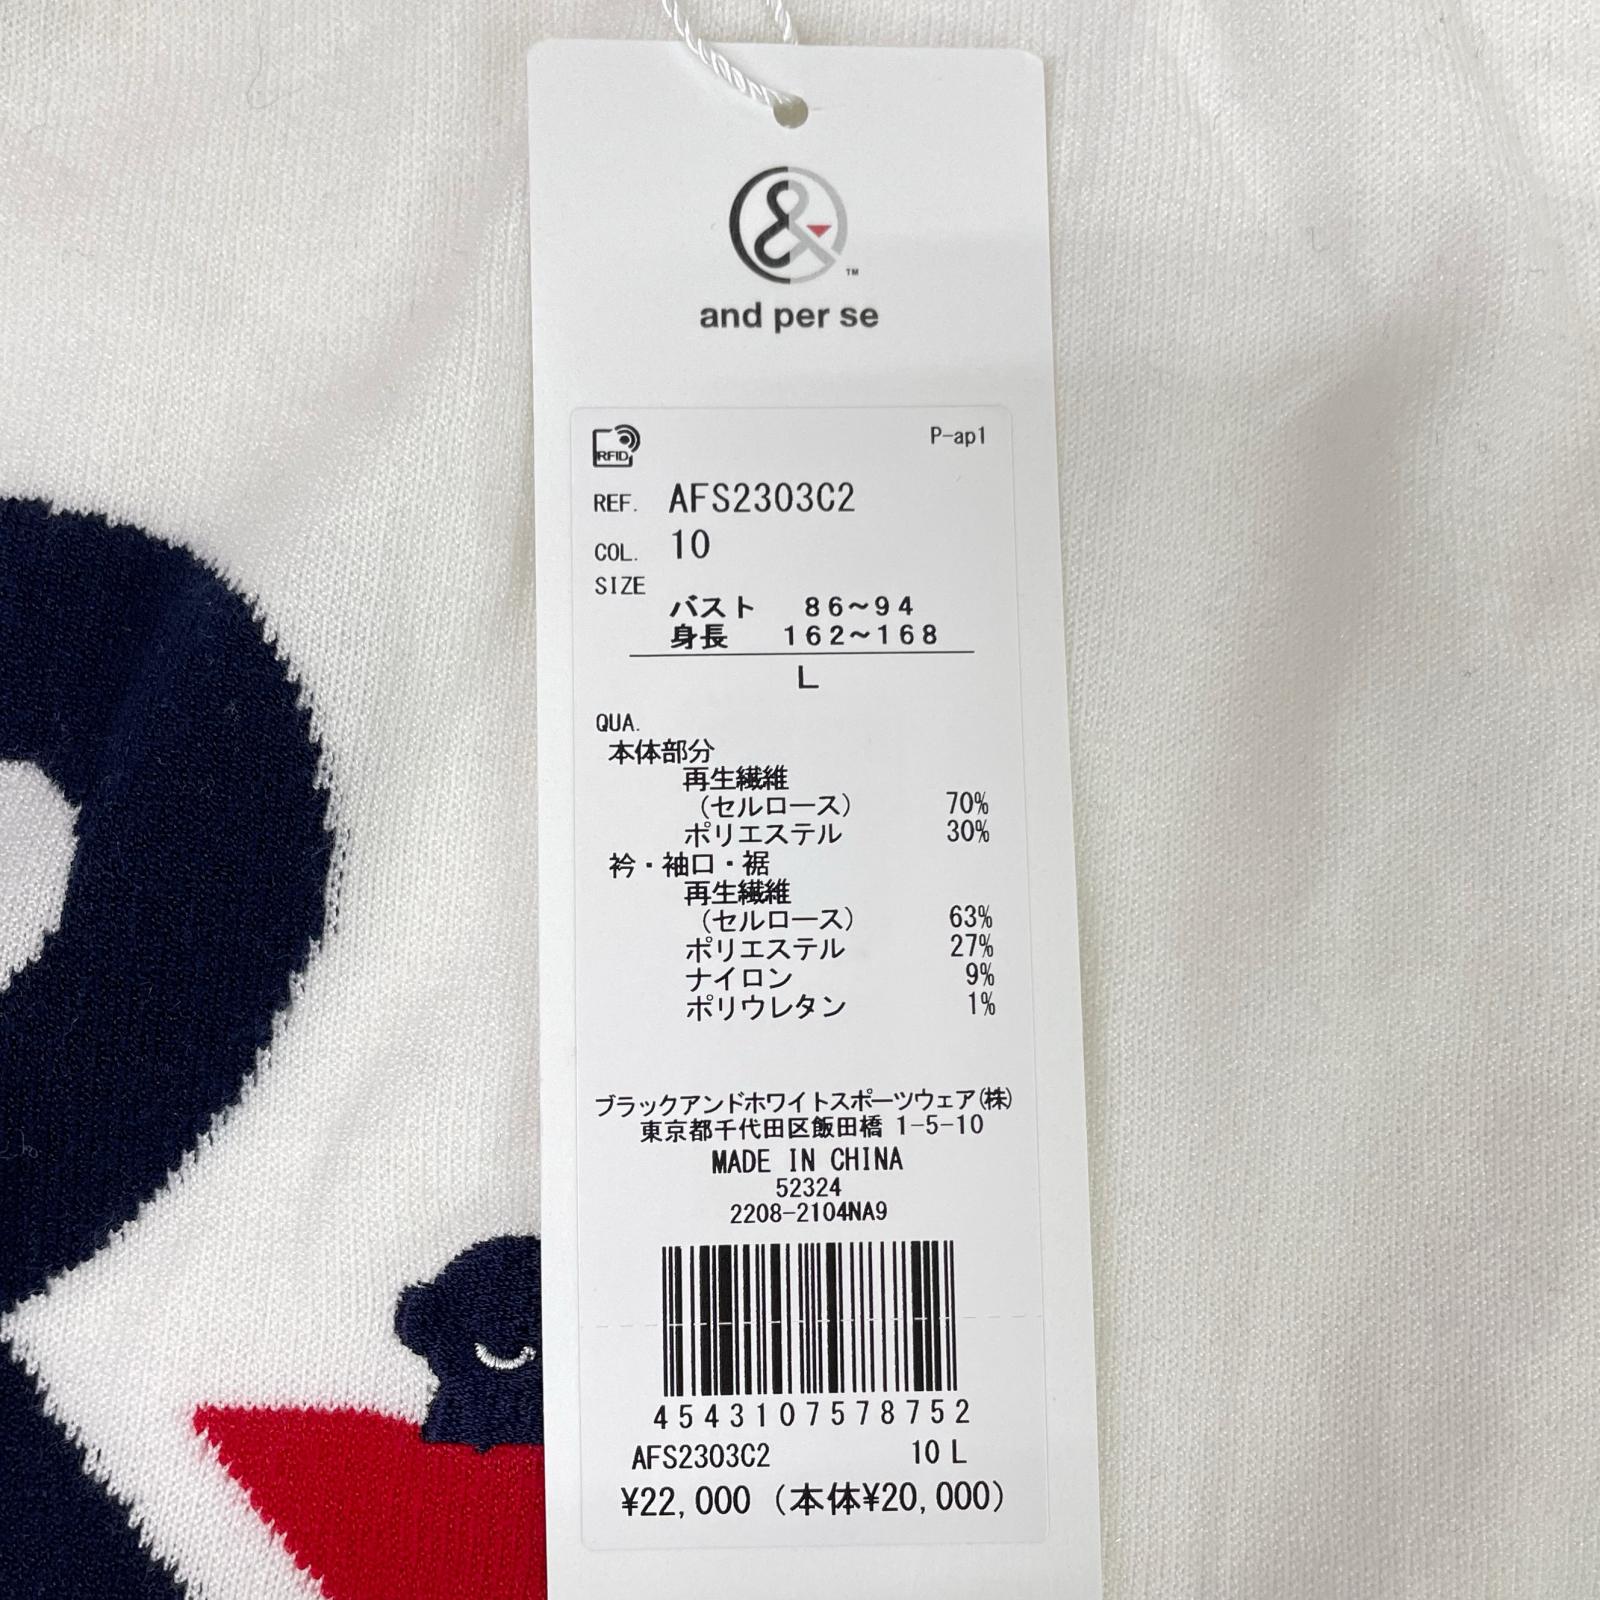 &
TM
and per se
RFID
P-ap1
REF. AFS2303C2
COL. 10
SIZE
バスト 86～94
身長 162～168
L
QUA.
本体部分
再生繊維
（セルロース） 70%
ポリエステル 30%
衿・袖口・裾
再生繊維
（セルロース） 63%
ポリエステル 27%
ナイロン 9%
ポリウレタン 1%
ブラックアンドホワイトスポーツウェア(株)
東京都千代田区飯田橋 1-5-10
MADE IN CHINA
52324
2208-2104NA9
4543107578752
AFS2303C2 10 L
¥22,000（本体¥20,000）